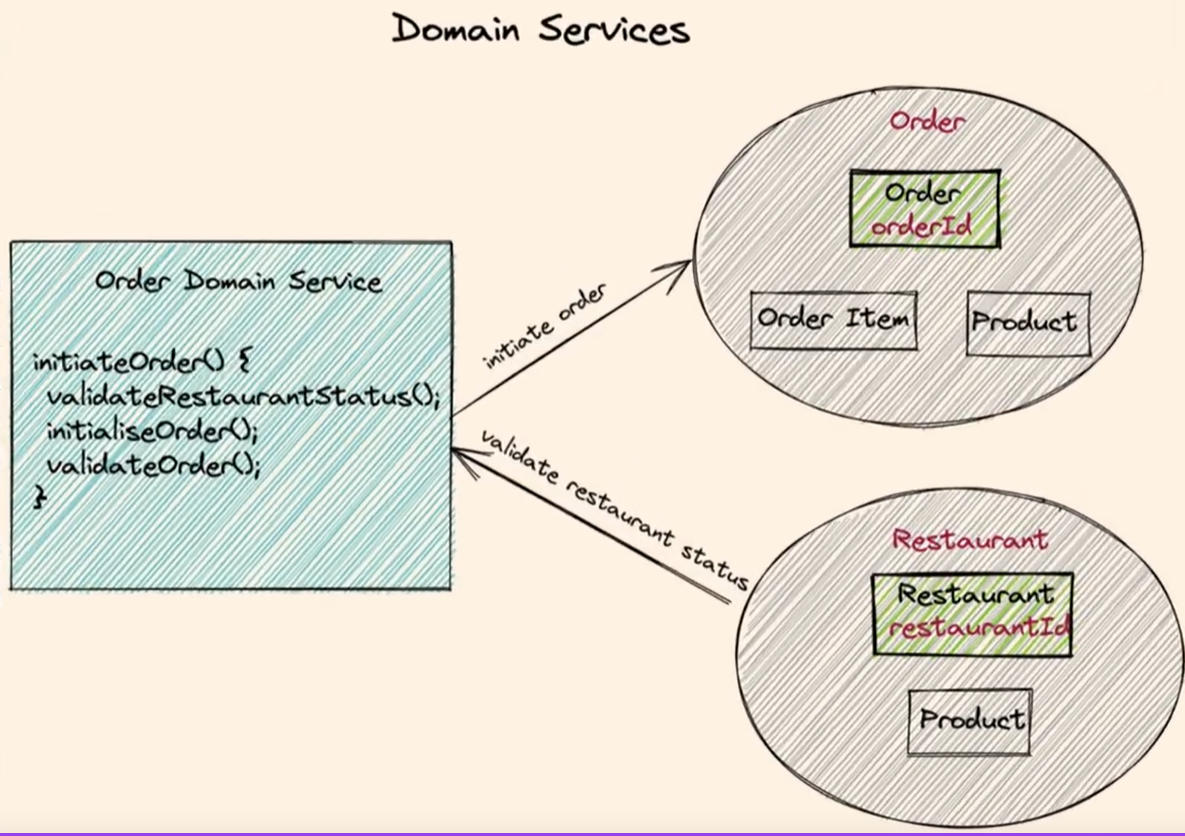 Domain Services
Order Domain Service
initiateOrder() {
validateRestaurantStatus();
initialiseOrder();
validateOrder();
}
initiate order
validate restaurant status
Order
Order
orderId
Order Item
Product
Restaurant
Restaurant
restaurantId
Product